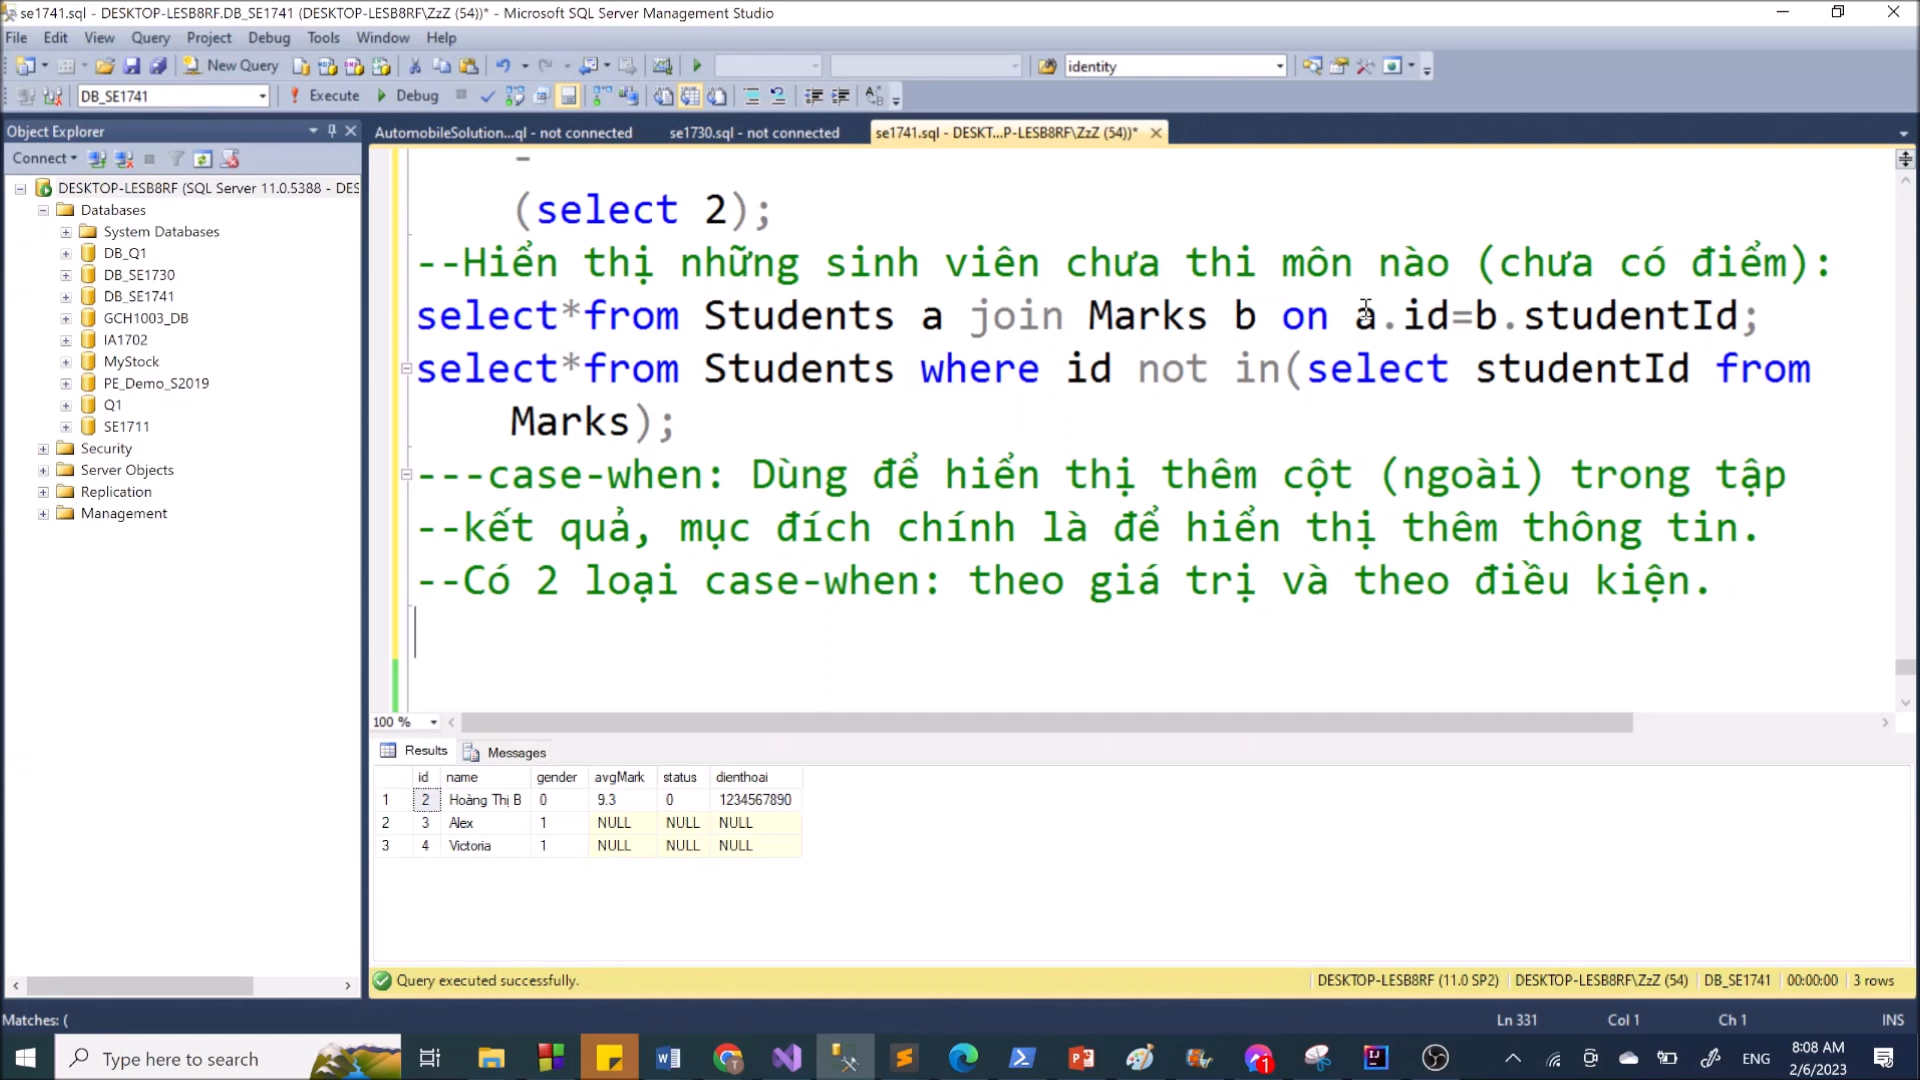 se1741.sql - DESKTOP-LESB8RF.DB_SE1741 (DESKTOP-LESB8RF\ZzZ (54))* - Microsoft SQL Server Management Studio
File Edit View Query Project Debug Tools Window Help
New Query identity
DB_SE1741 Execute Debug
Object Explorer
AutomobileSolution...ql - not connected se1730.sql - not connected se1741.sql - DESKT...P-LESB8RF\ZzZ (54))*
Connect
DESKTOP-LESB8RF (SQL Server 11.0.5388 - DES
Databases
System Databases
DB_Q1
DB_SE1730
DB_SE1741
GCH1003_DB
IA1702
MyStock
PE_Demo_S2019
Q1
SE1711
Security
Server Objects
Replication
Management
(select 2);
--Hiển thị những sinh viên chưa thi môn nào (chưa có điểm):
select*from Students a join Marks b on a.id=b.studentId;
select*from Students where id not in(select studentId from
Marks);
---case-when: Dùng để hiển thị thêm cột (ngoài) trong tập
--kết quả, mục đích chính là để hiển thị thêm thông tin.
--Có 2 loại case-when: theo giá trị và theo điều kiện.
100 %
Results Messages
id name gender avgMark status dienthoai
1 2 Hoàng Thị B 0 9.3 0 1234567890
2 3 Alex 1 NULL NULL NULL
3 4 Victoria 1 NULL NULL NULL
Query executed successfully. DESKTOP-LESB8RF (11.0 SP2) DESKTOP-LESB8RF\ZzZ (54) DB_SE1741 00:00:00 3 rows
Matches: ( Ln 331 Col 1 Ch 1 INS
Type here to search ENG 8:08 AM
2/6/2023